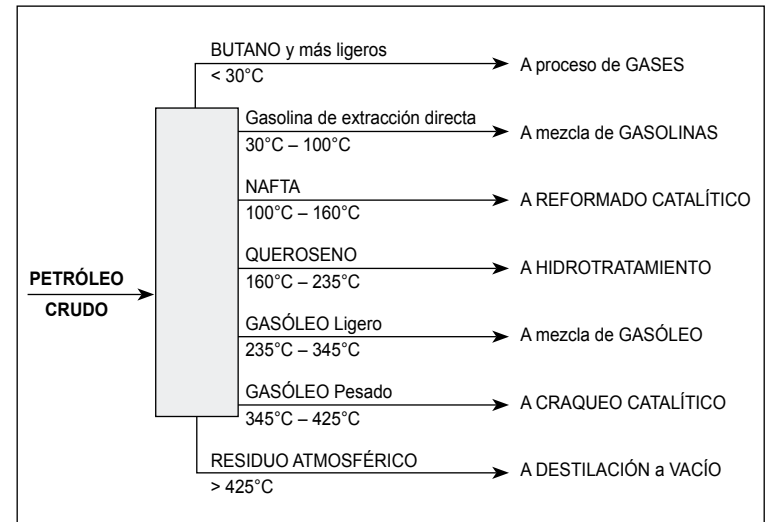 BUTANO y más ligeros
< 30°C
A proceso de GASES
Gasolina de extracción directa
30°C – 100°C
A mezcla de GASOLINAS
NAFTA
100°C – 160°C
A REFORMADO CATALÍTICO
QUEROSENO
160°C – 235°C
A HIDROTRATAMIENTO
PETRÓLEO
CRUDO
GASÓLEO Ligero
235°C – 345°C
A mezcla de GASÓLEO
GASÓLEO Pesado
345°C – 425°C
A CRAQUEO CATALÍTICO
RESIDUO ATMOSFÉRICO
> 425°C
A DESTILACIÓN a VACÍO